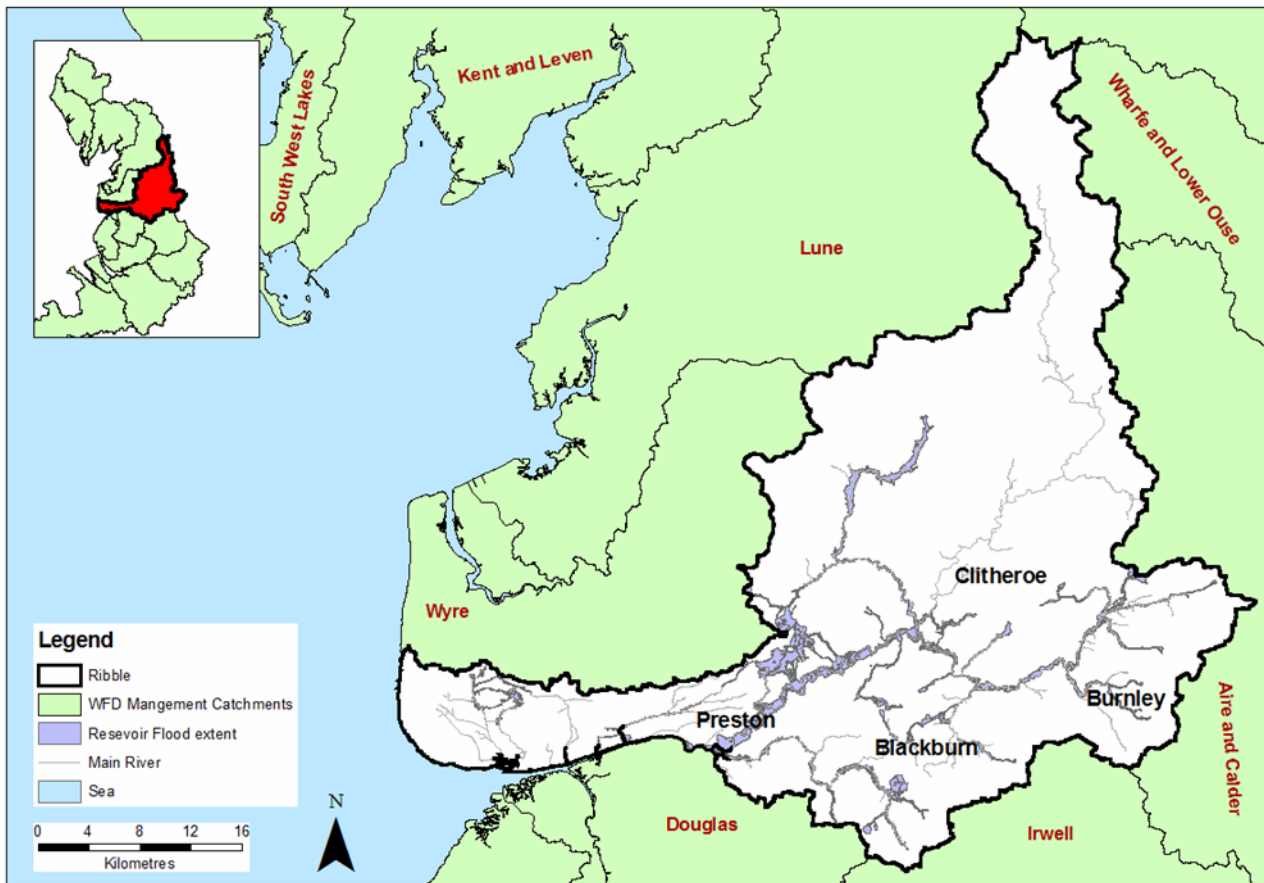 South West Lakes
Kent and Leven
Wharfe and Lower Ouse
Lune
Clitheroe
Wyre
Burnley
Preston
Blackburn
Aire and Calder
Douglas
Irwell
Legend
Ribble
WFD Mangement Catchments
Resevoir Flood extent
Main River
Sea
N
0 4 8 12 16
Kilometres